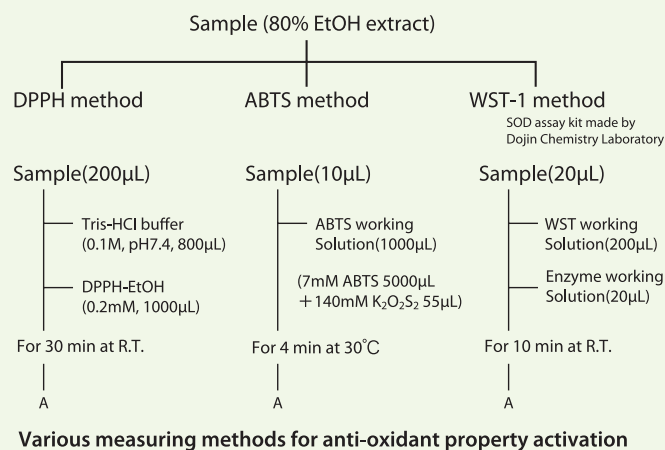 Sample (80% EtOH extract)
DPPH method
ABTS method
WST-1 method
SOD assay kit made by
Dojin Chemistry Laboratory
Sample(200μL)
Tris-HCl buffer
(0.1M, pH7.4, 800μL)
DPPH-EtOH
(0.2mM, 1000μL)
For 30 min at R.T.
A
Sample(10μL)
ABTS working
Solution(1000μL)
(7mM ABTS 5000μL
+140mM K₂O₂S₂ 55μL)
For 4 min at 30℃
A
Sample(20μL)
WST working
Solution(200μL)
Enzyme working
Solution(20μL)
For 10 min at R.T.
A
Various measuring methods for anti-oxidant property activation